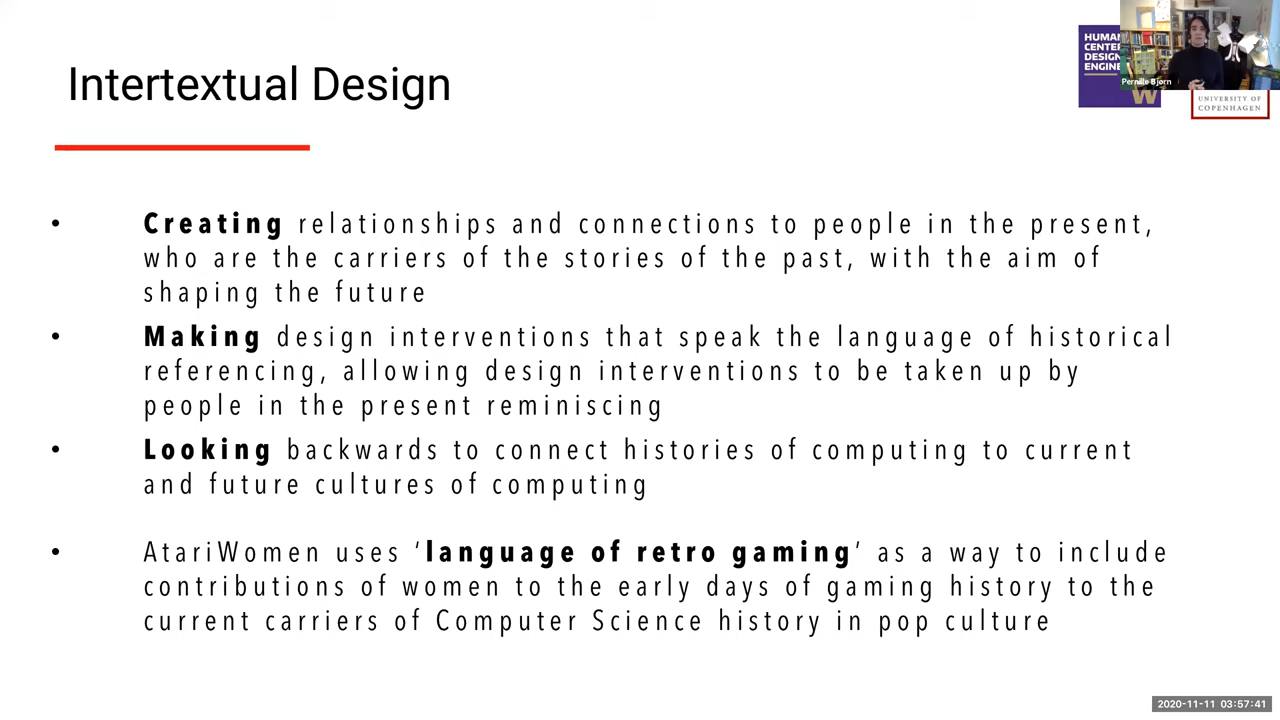 Intertextual Design
• Creating relationships and connections to people in the present,
who are the carriers of the stories of the past, with the aim of
shaping the future
• Making design interventions that speak the language of historical
referencing, allowing design interventions to be taken up by
people in the present reminiscing
• Looking backwards to connect histories of computing to current
and future cultures of computing
• AtariWomen uses ‘language of retro gaming’ as a way to include
contributions of women to the early days of gaming history to the
current carriers of Computer Science history in pop culture
HUMAN
CENTER
DESIGN
ENGINE
W
Pernille Bjørn
UNIVERSITY OF
COPENHAGEN
2020-11-11 03:57:41